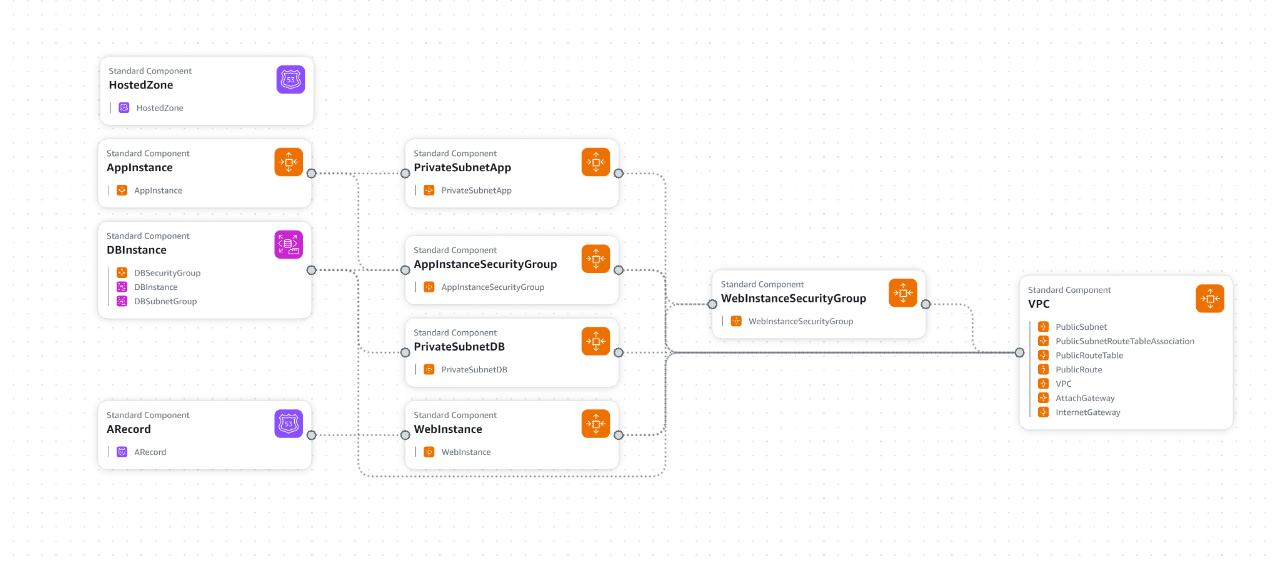 Standard Component
HostedZone
53
HostedZone
Standard Component
AppInstance
AppInstance
Standard Component
PrivateSubnetApp
PrivateSubnetApp
Standard Component
DBInstance
DBSecurityGroup
DBInstance
DBSubnetGroup
Standard Component
AppInstanceSecurityGroup
AppInstanceSecurityGroup
Standard Component
WebInstanceSecurityGroup
WebInstanceSecurityGroup
Standard Component
VPC
PublicSubnet
PublicSubnetRouteTableAssociation
PublicRouteTable
PublicRoute
VPC
AttachGateway
InternetGateway
Standard Component
PrivateSubnetDB
PrivateSubnetDB
Standard Component
ARecord
53
ARecord
Standard Component
WebInstance
WebInstance